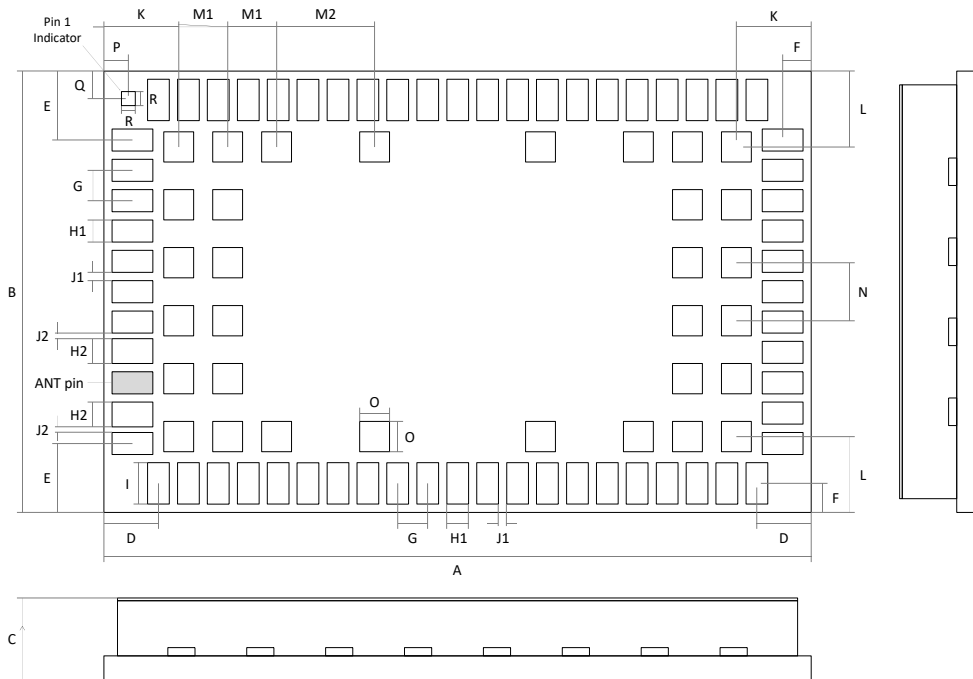 K M1 M1 M2 K
Pin 1
Indicator
P F
Q E R L
R
G
H1
J1
B N
J2
H2
ANT pin
H2 O
J2 O
E I L
F
D G H1 J1 D
A
C